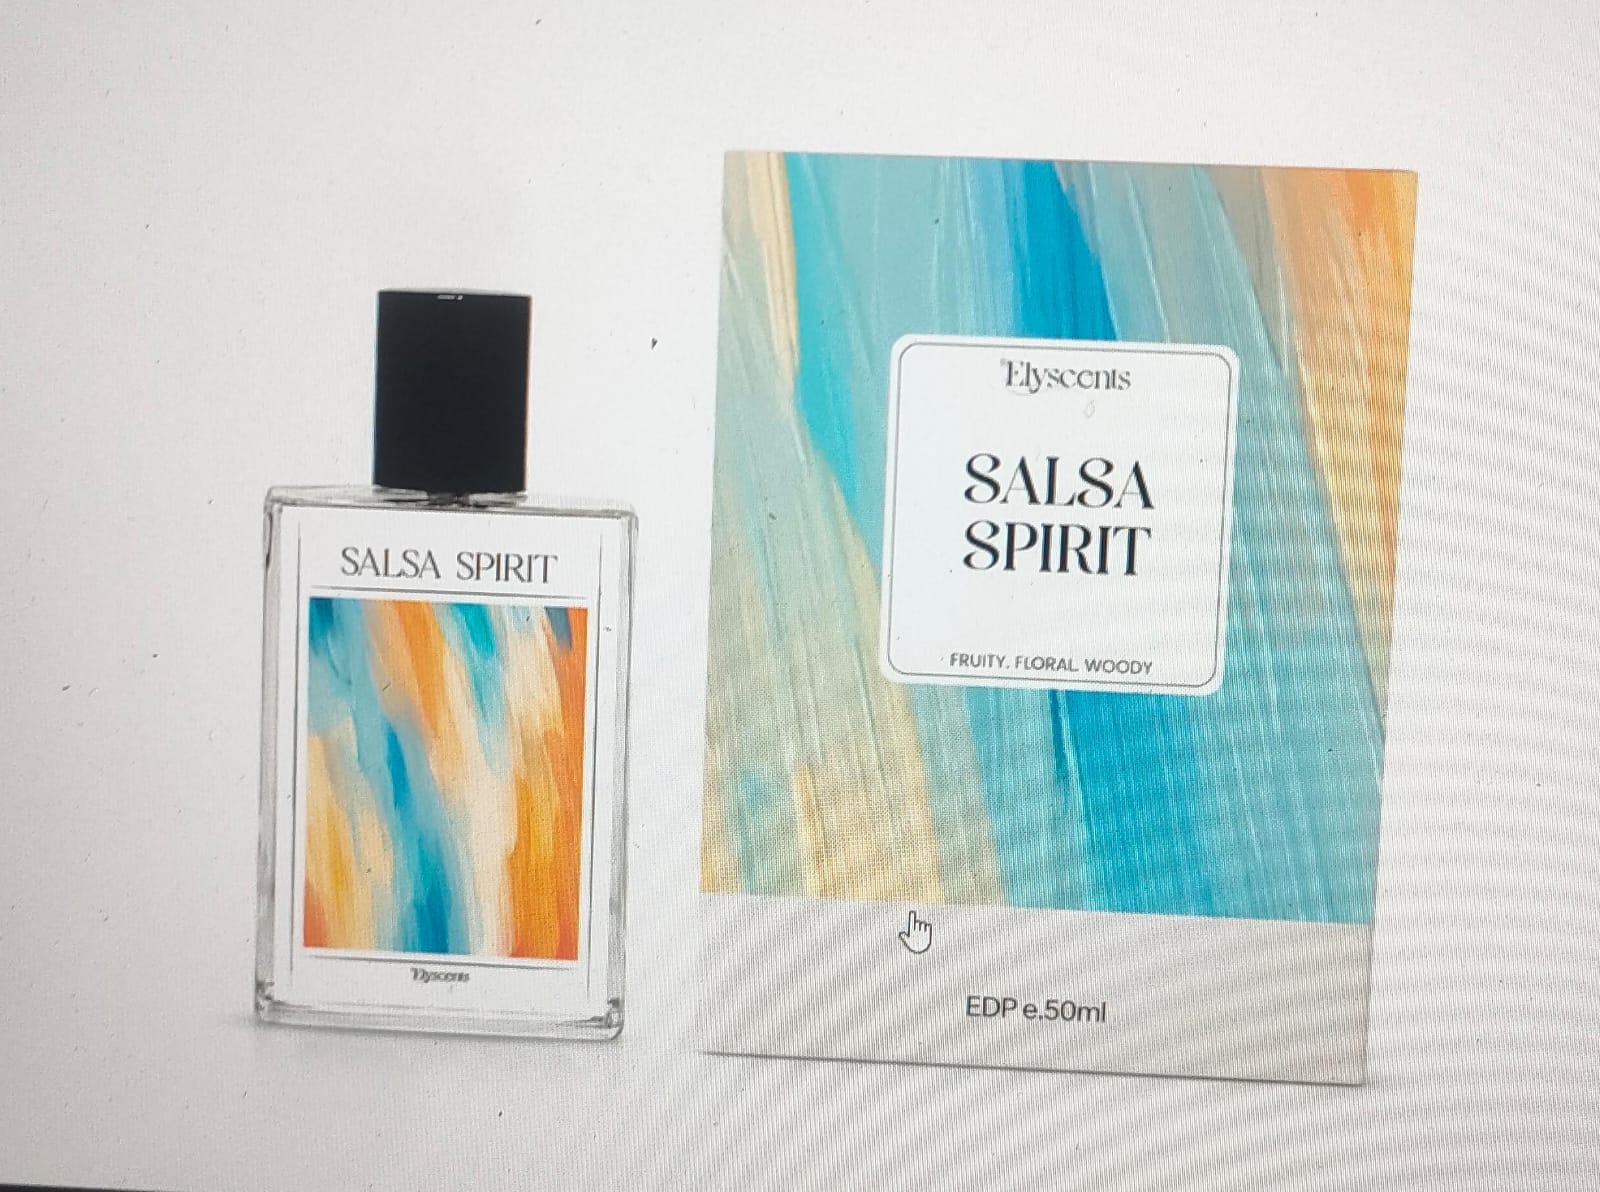 SALSA SPIRIT
Elyscents
Elyscents
SALSA
SPIRIT
FRUITY. FLORAL WOODY
EDP e.50ml